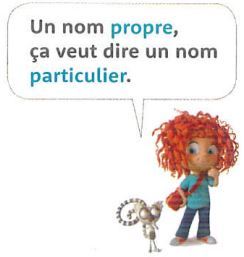 Un nom propre,
ça veut dire un nom
particulier.